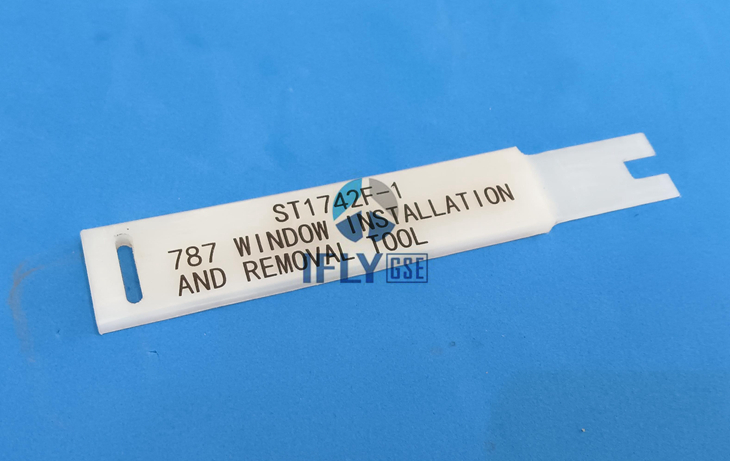 ST1742F-1
787 WINDOW INSTALLATION
AND REMOVAL TOOL
IFLY GSE